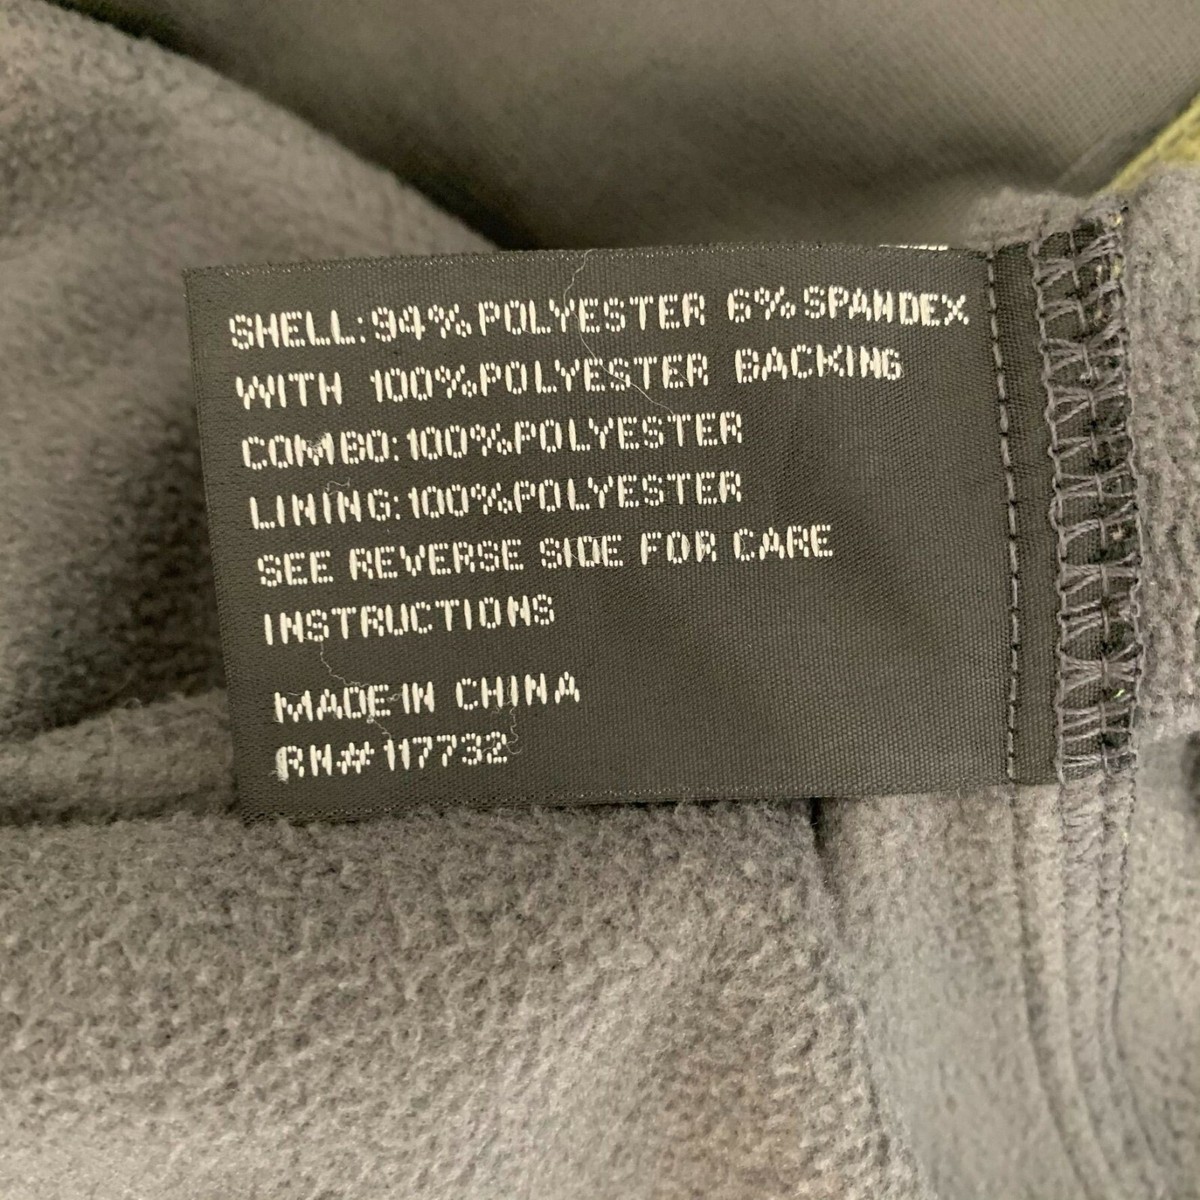 SHELL:94%POLYESTER 6%SPANDEX
WITH 100%POLYESTER BACKING
COMBO:100%POLYESTER
LINING:100%POLYESTER
SEE REVERSE SIDE FOR CARE
INSTRUCTIONS
MADE IN CHINA
RN#117732